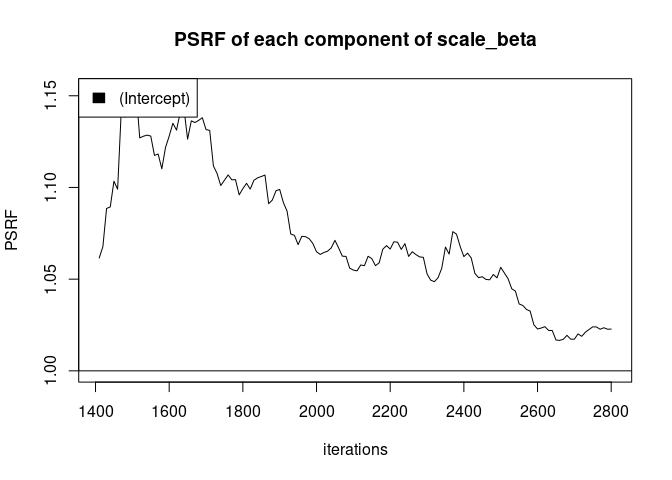 PSRF of each component of scale_beta
(Intercept)
PSRF
1.15
1.10
1.05
1.00
1400 1600 1800 2000 2200 2400 2600 2800
iterations